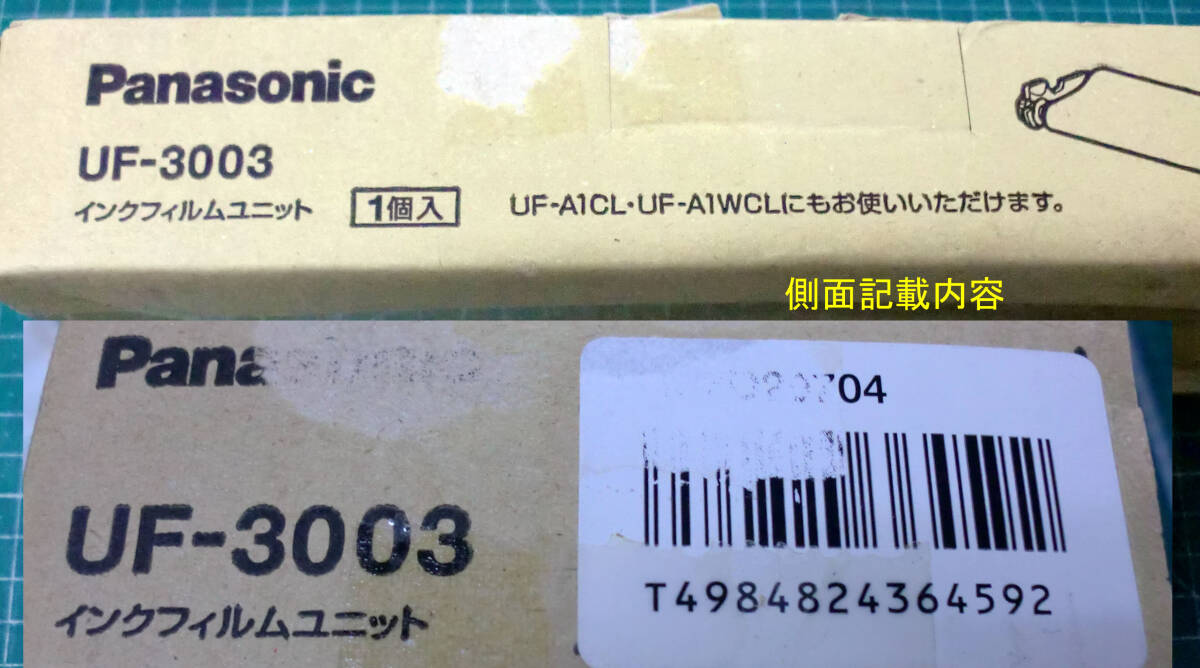 Panasonic
UF-3003
インクフィルムユニット 1個入 UF-A1CL・UF-A1WCLにもお使いいただけます。
側面記載内容
Pana
704
UF-3003
インクフィルムユニット
T4984824364592